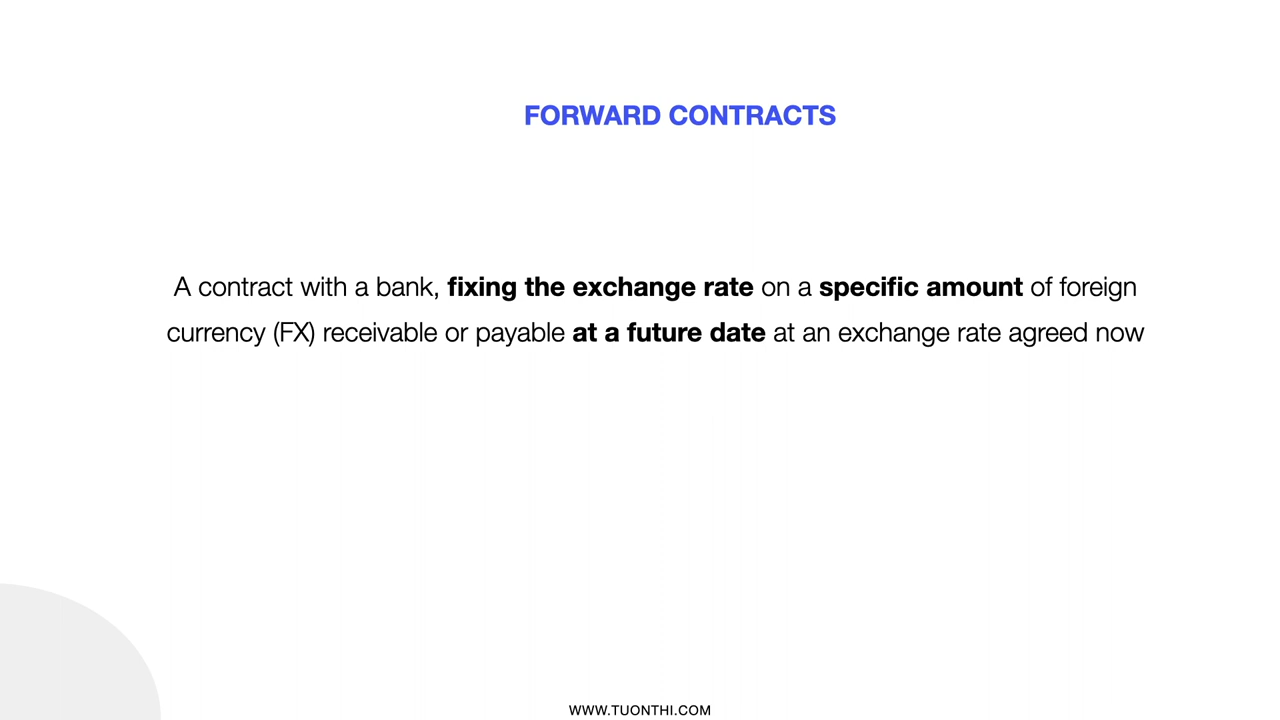 FORWARD CONTRACTS
A contract with a bank, fixing the exchange rate on a specific amount of foreign
currency (FX) receivable or payable at a future date at an exchange rate agreed now
WWW.TUONTHI.COM